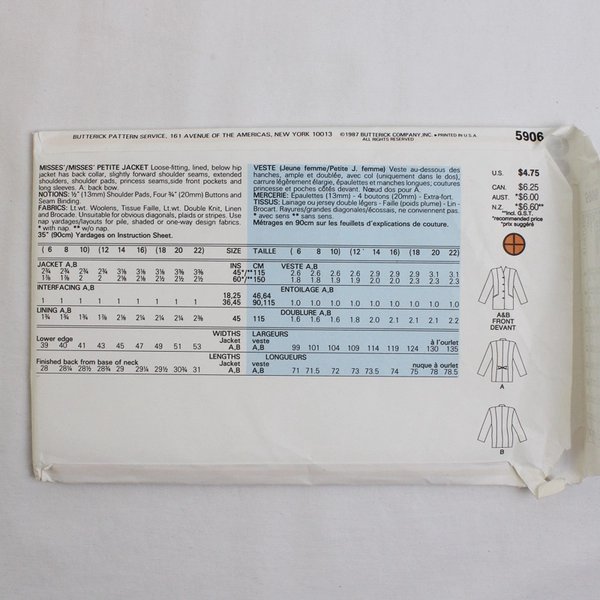 BUTTERICK PATTERN SERVICE, 161 AVENUE OF THE AMERICAS, NEW YORK 10013 ©1987 BUTTERICK COMPANY, INC. ● PRINTED IN U.S.A.
ALL RIGHTS RESERVED
5906
MISSES'/MISSES' PETITE JACKET Loose-fitting, lined, below hip
jacket has back collar, slightly forward shoulder seams, extended
shoulders, shoulder pads, princess seams, side front pockets and
long sleeves. A: back bow.
NOTIONS: ½" (13mm) Shoulder Pads, Four ¾" (20mm) Buttons and
Seam Binding.
FABRICS: Lt.wt. Woolens, Tissue Faille, Lt.wt. Double Knit, Linen
and Brocade. Unsuitable for obvious diagonals, plaids or stripes. Use
nap yardages/layouts for pile, shaded or one-way design fabrics.
* with nap. ** w/o nap.
35" (90cm) Yardages on Instruction Sheet.
( 6 8 10) (12 14 16) (18 20 22) SIZE
JACKET A,B INS
2¾ 2¾ 2¾ 2¾ 3⅛ 3⅛ 3⅛ 3⅜ 3⅜ 45*/**
1⅞ 1⅞ 2 2 2⅛ 2⅛ 2⅛ 2½ 2½ 60*/**
INTERFACING A,B
18,25
1 1 1 1 1 1 1 1 1 36,45
LINING A,B
1¾ 1¾ 1¾ 1⅞ 2⅛ 2¼ 2¼ 2¼ 2⅜ 45
WIDTHS
Lower edge Jacket
39 40 41 43 45 47 49 51 53 A,B
LENGTHS
Finished back from base of neck Jacket
28 28¼ 28½ 28¾ 29 29¼ 29½ 30¾ 31 A,B
VESTE (Jeune femme/Petite J. femme) Veste au-dessous des
hanches, ample et doublée, avec col (uniquement dans le dos),
carrure légèrement élargie, épaulettes et manches longues; coutures
princesse et poches côtés devant. Nœud dos pour A.
MERCERIE: Épaulettes (13mm) - 4 boutons (20mm) - Extra-fort.
TISSUS: Lainage ou jersey double légers - Faille (poids plume) - Lin -
Brocart. Rayures/grandes diagonales/écossais, ne conviennent pas.
* avec sens ** sans sens.
Métrages en 90cm sur les feuillets d'explications de couture.
TAILLE ( 6 8 10) (12 14 16) (18 20 22)
CM VESTE A,B
115 2.6 2.6 2.6 2.6 2.9 2.9 2.9 3.1 3.1
150 1.8 1.8 1.9 1.9 2.0 2.0 2.3 2.3
ENTOILAGE A,B
46,64
90,115 1.0 1.0 1.0 1.0 1.0 1.0 1.0 1.0 1.0
DOUBLURE A,B
115 1.6 1.6 1.6 1.8 2.0 2.1 2.1 2.1 2.2
LARGEURS
veste à l'ourlet
A,B 99 101 104 109 114 119 124 130 135
LONGUEURS
veste nuque à ourlet
A,B 71 71.5 72 73 73.5 74 75 78 78.5
U.S. $4.75
CAN. *$6.25
AUST. *$6.00
N.Z. *$6.60**
**Incl. G.S.T.
*recommended price
*prix suggéré
A&B
FRONT
DEVANT
A
B